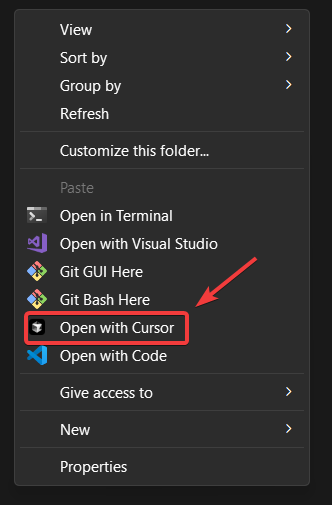 View
Sort by
Group by
Refresh
Customize this folder...
Paste
Open in Terminal
Open with Visual Studio
Git GUI Here
Git Bash Here
Open with Cursor
Open with Code
Give access to
New
Properties